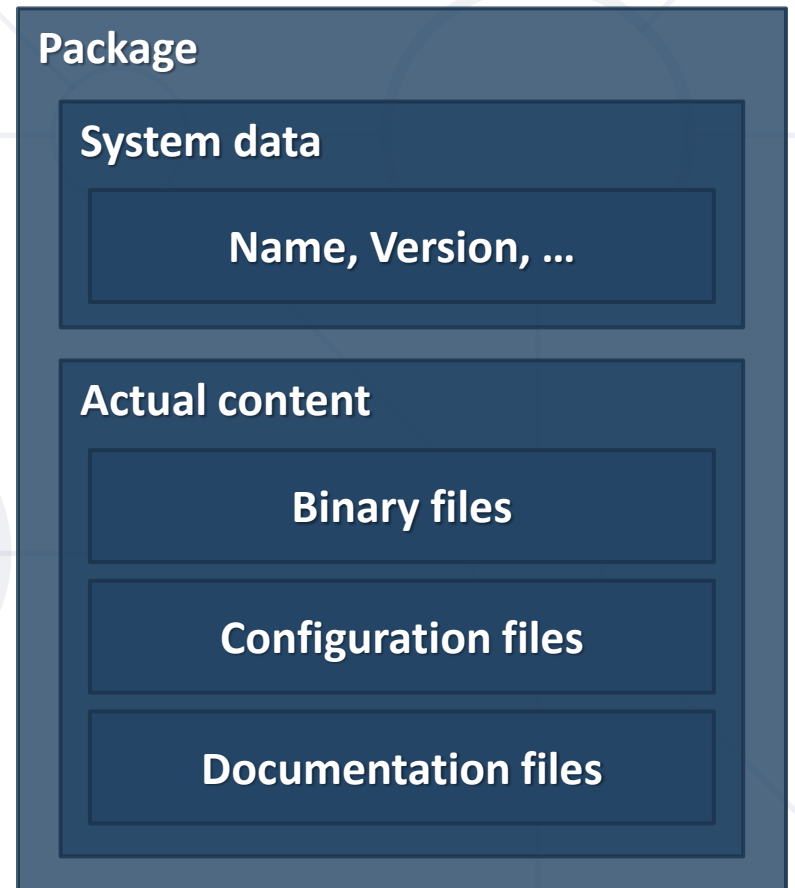 Package
System data
Name, Version, …
Actual content
Binary files
Configuration files
Documentation files